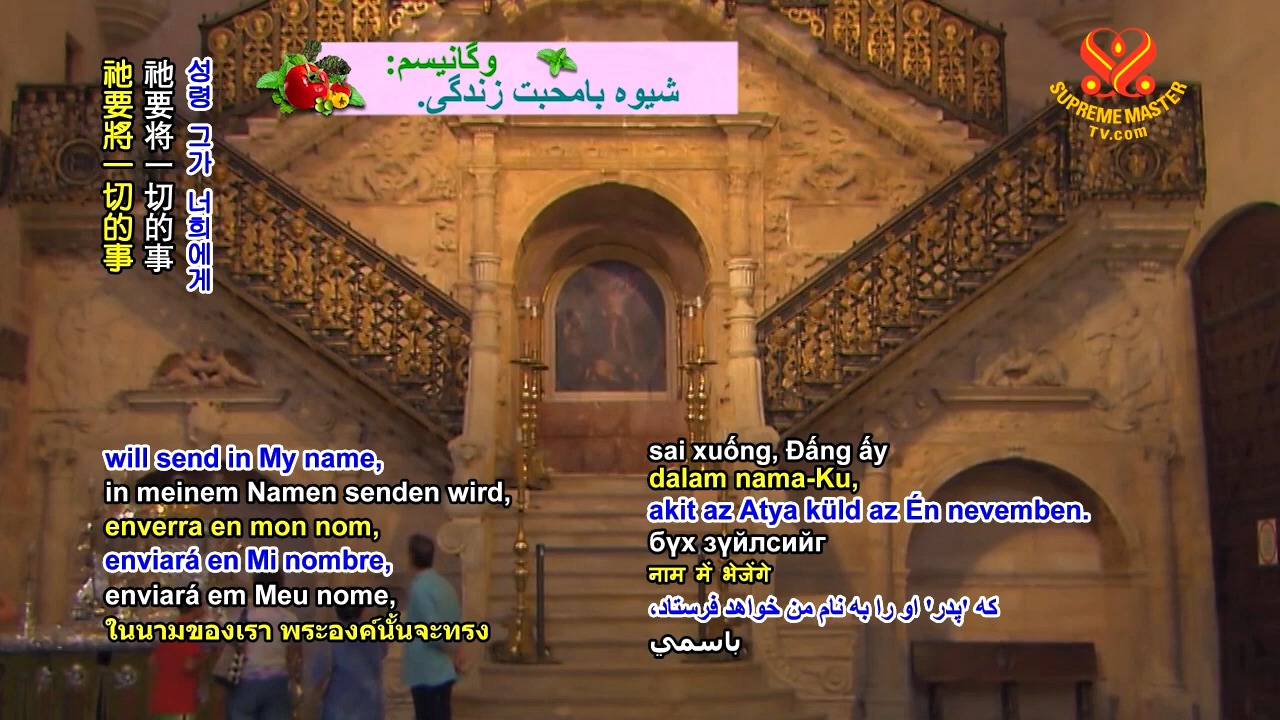 وگانیسم:
شیوه بامحبت زندگی.
SUPREME MASTER
TV.com
성령 그가 너희에게
祂要将一切的事
祂要將一切的事
will send in My name,
in meinem Namen senden wird,
enverra en mon nom,
enviará en Mi nombre,
enviará em Meu nome,
ในนามของเรา พระองค์นั้นจะทรง
sai xuống, Đấng ấy
dalam nama-Ku,
akit az Atya küld az Én nevemben.
бүх зүйлсийг
नाम में भेजेंगे
که 'پدر' او را به نام من خواهد فرستاد،
باسمي